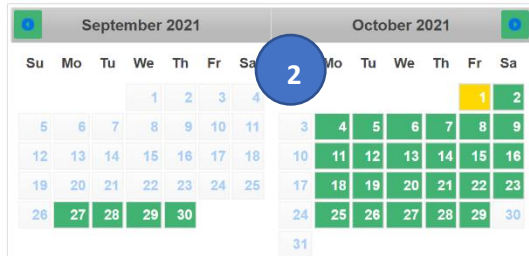 September 2021
Su Mo Tu We Th Fr Sa
1 2 3 4
5 6 7 8 9 10 11
12 13 14 15 16 17 18
19 20 21 22 23 24 25
26 27 28 29 30
2
October 2021
Mo Tu We Th Fr Sa
1 2
3 4 5 6 7 8 9
10 11 12 13 14 15 16
17 18 19 20 21 22 23
24 25 26 27 28 29 30
31